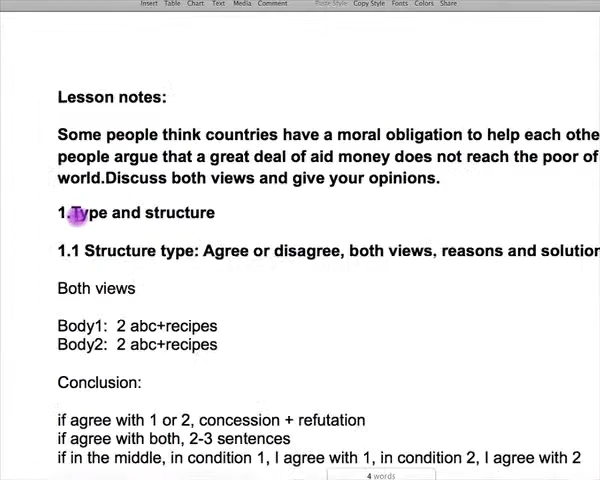 Insert Table Chart Text Media Comment Paste Style Copy Style Fonts Colors Share
Lesson notes:
Some people think countries have a moral obligation to help each othe
people argue that a great deal of aid money does not reach the poor of
world.Discuss both views and give your opinions.
1.Type and structure
1.1 Structure type: Agree or disagree, both views, reasons and solution
Both views
Body1: 2 abc+recipes
Body2: 2 abc+recipes
Conclusion:
if agree with 1 or 2, concession + refutation
if agree with both, 2-3 sentences
if in the middle, in condition 1, I agree with 1, in condition 2, I agree with 2
4 words